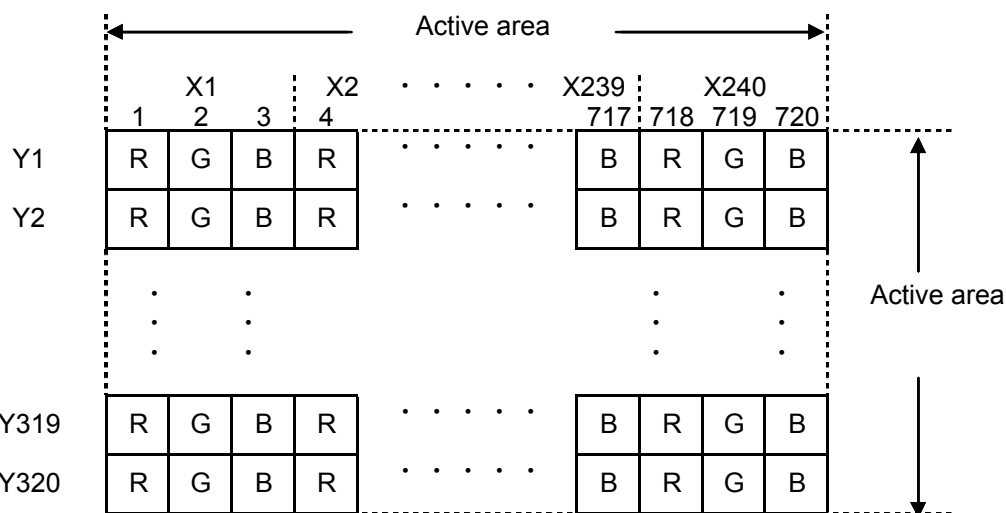 Active area
X1 X2 · · · · · X239 X240
1 2 3 4 717 718 719 720
Y1 R G B R · · · · · B R G B
Y2 R G B R · · · · · B R G B
Active area
Y319 R G B R · · · · · B R G B
Y320 R G B R · · · · · B R G B